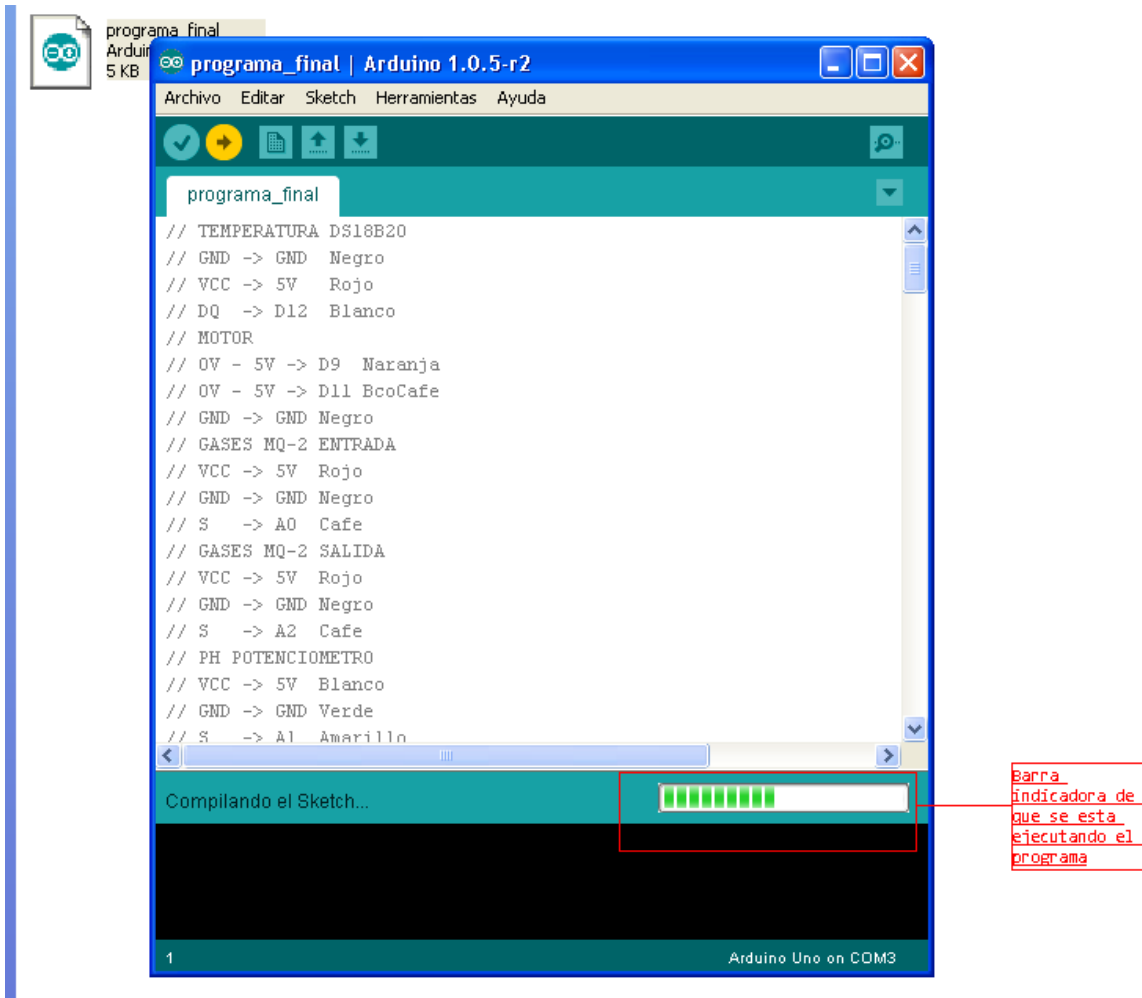 programa_final
Arduin
5 KB
programa_final | Arduino 1.0.5-r2
Archivo Editar Sketch Herramientas Ayuda
programa_final
// TEMPERATURA DS18B20
// GND -> GND Negro
// VCC -> 5V Rojo
// DQ -> D12 Blanco
// MOTOR
// 0V - 5V -> D9 Naranja
// 0V - 5V -> D11 BcoCafe
// GND -> GND Negro
// GASES MQ-2 ENTRADA
// VCC -> 5V Rojo
// GND -> GND Negro
// S -> A0 Cafe
// GASES MQ-2 SALIDA
// VCC -> 5V Rojo
// GND -> GND Negro
// S -> A2 Cafe
// PH POTENCIOMETRO
// VCC -> 5V Blanco
// GND -> GND Verde
// S -> A1 Amarillo
Compilando el Sketch...
Barra
indicadora de
que se esta
ejecutando el
programa
1
Arduino Uno on COM3